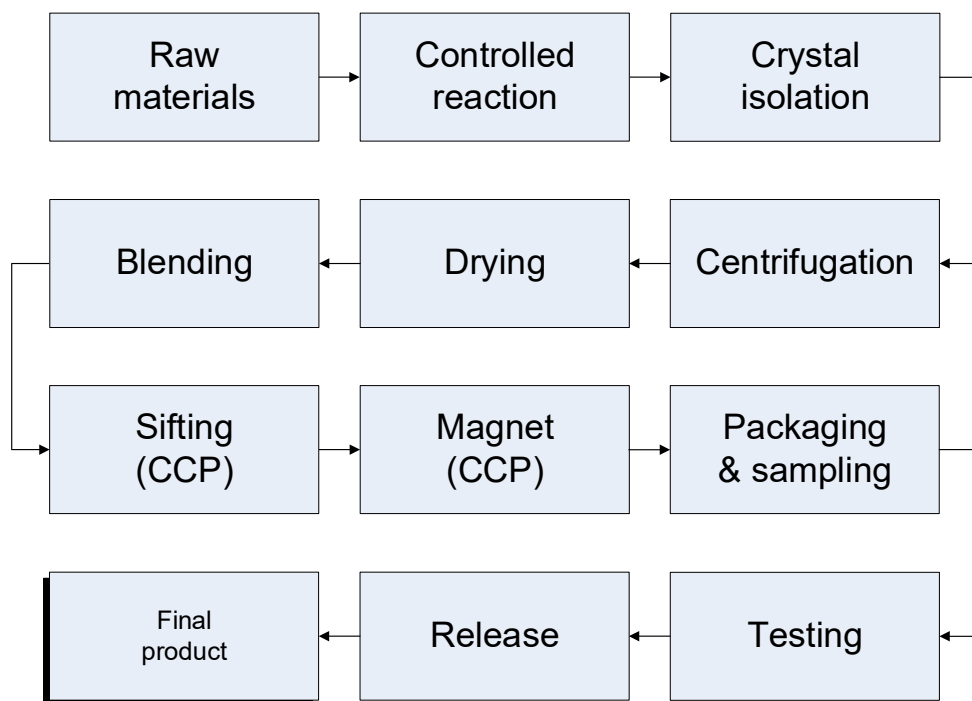 Raw
materials
Controlled
reaction
Crystal
isolation
Blending
Drying
Centrifugation
Sifting
(CCP)
Magnet
(CCP)
Packaging
& sampling
Final
product
Release
Testing